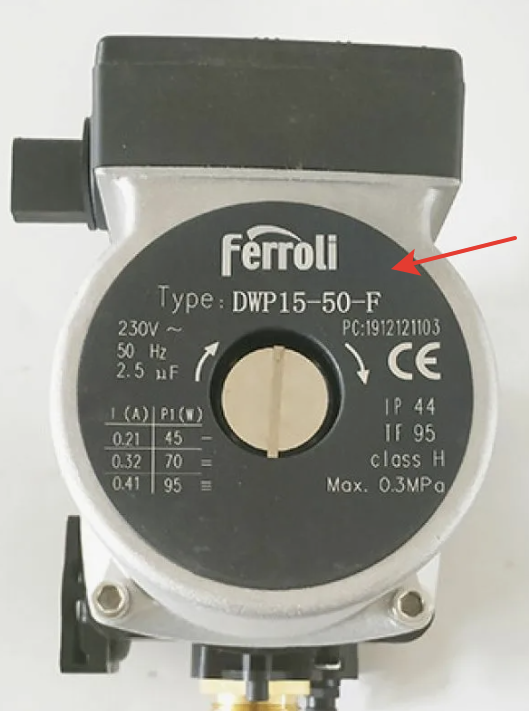 Ferroli
Type: DWP15-50-F
230V ~ PC:1912121103
50 Hz
2.5 µF CE
I (A) P1(W)
0.21 45 –
0.32 70 =
0.41 95 ≡
IP 44
TF 95
class H
Max. 0.3MPa